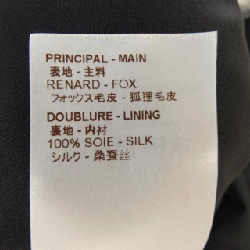 PRINCIPAL - MAIN
表地 - 主料
RENARD - FOX
フォックス毛皮 - 狐狸毛皮
DOUBLURE - LINING
裏地 - 内衬
100% SOIE - SILK
シルク - 桑蚕丝